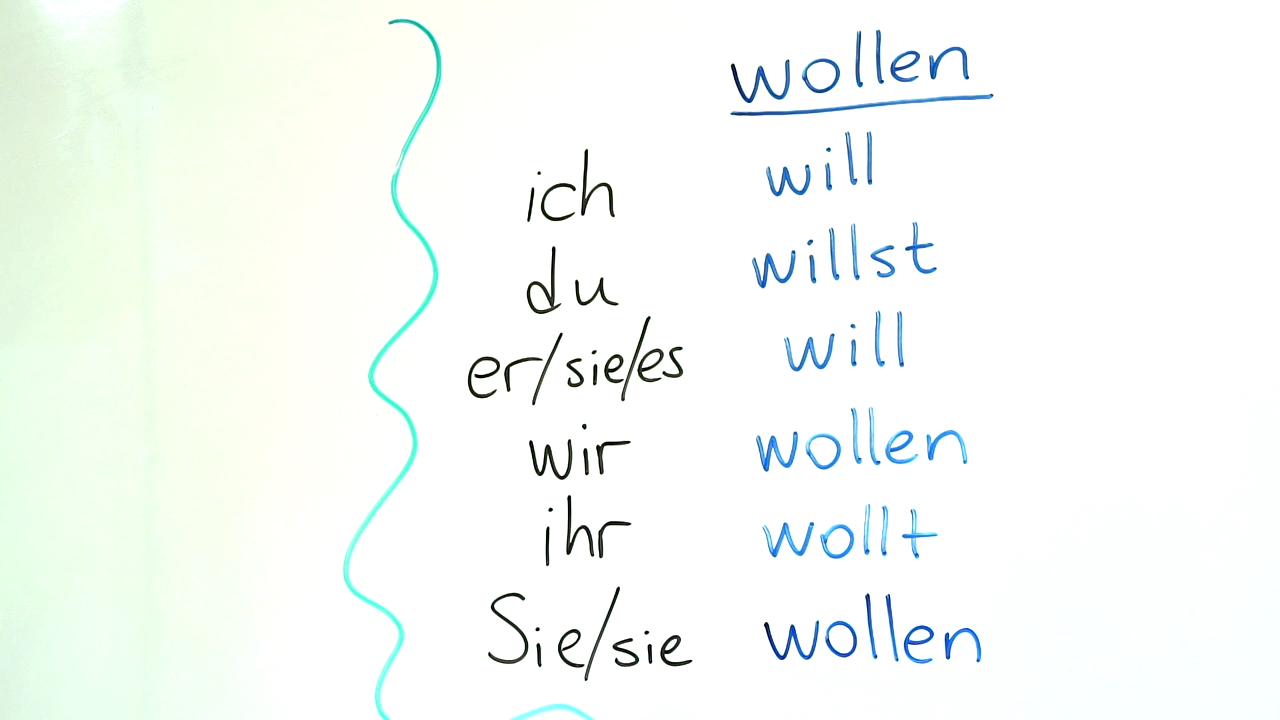 wollen
ich will
du willst
er/sie/es will
wir wollen
ihr wollt
Sie/sie wollen